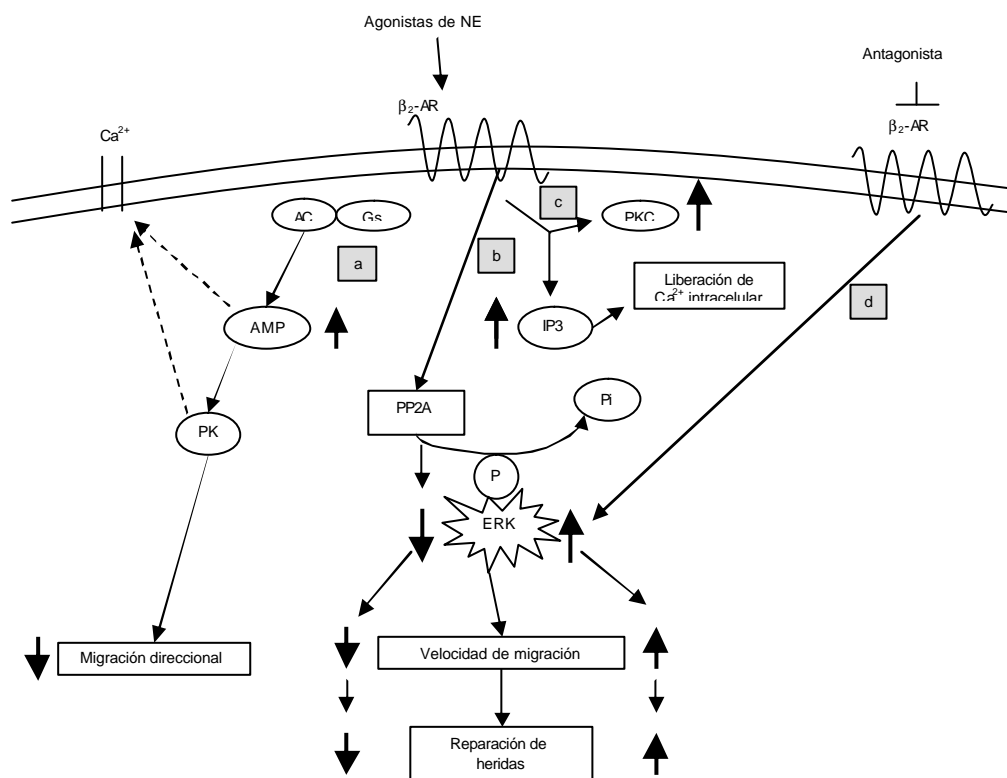 Agonistas de NE
Antagonista
β₂-AR
β₂-AR
Ca²⁺
AC
Gs
c
PKC
a
b
Liberación de
Ca²⁺ intracelular
d
AMP
IP3
PP2A
Pi
PK
P
ERK
Migración direccional
Velocidad de migración
Reparación de
heridas